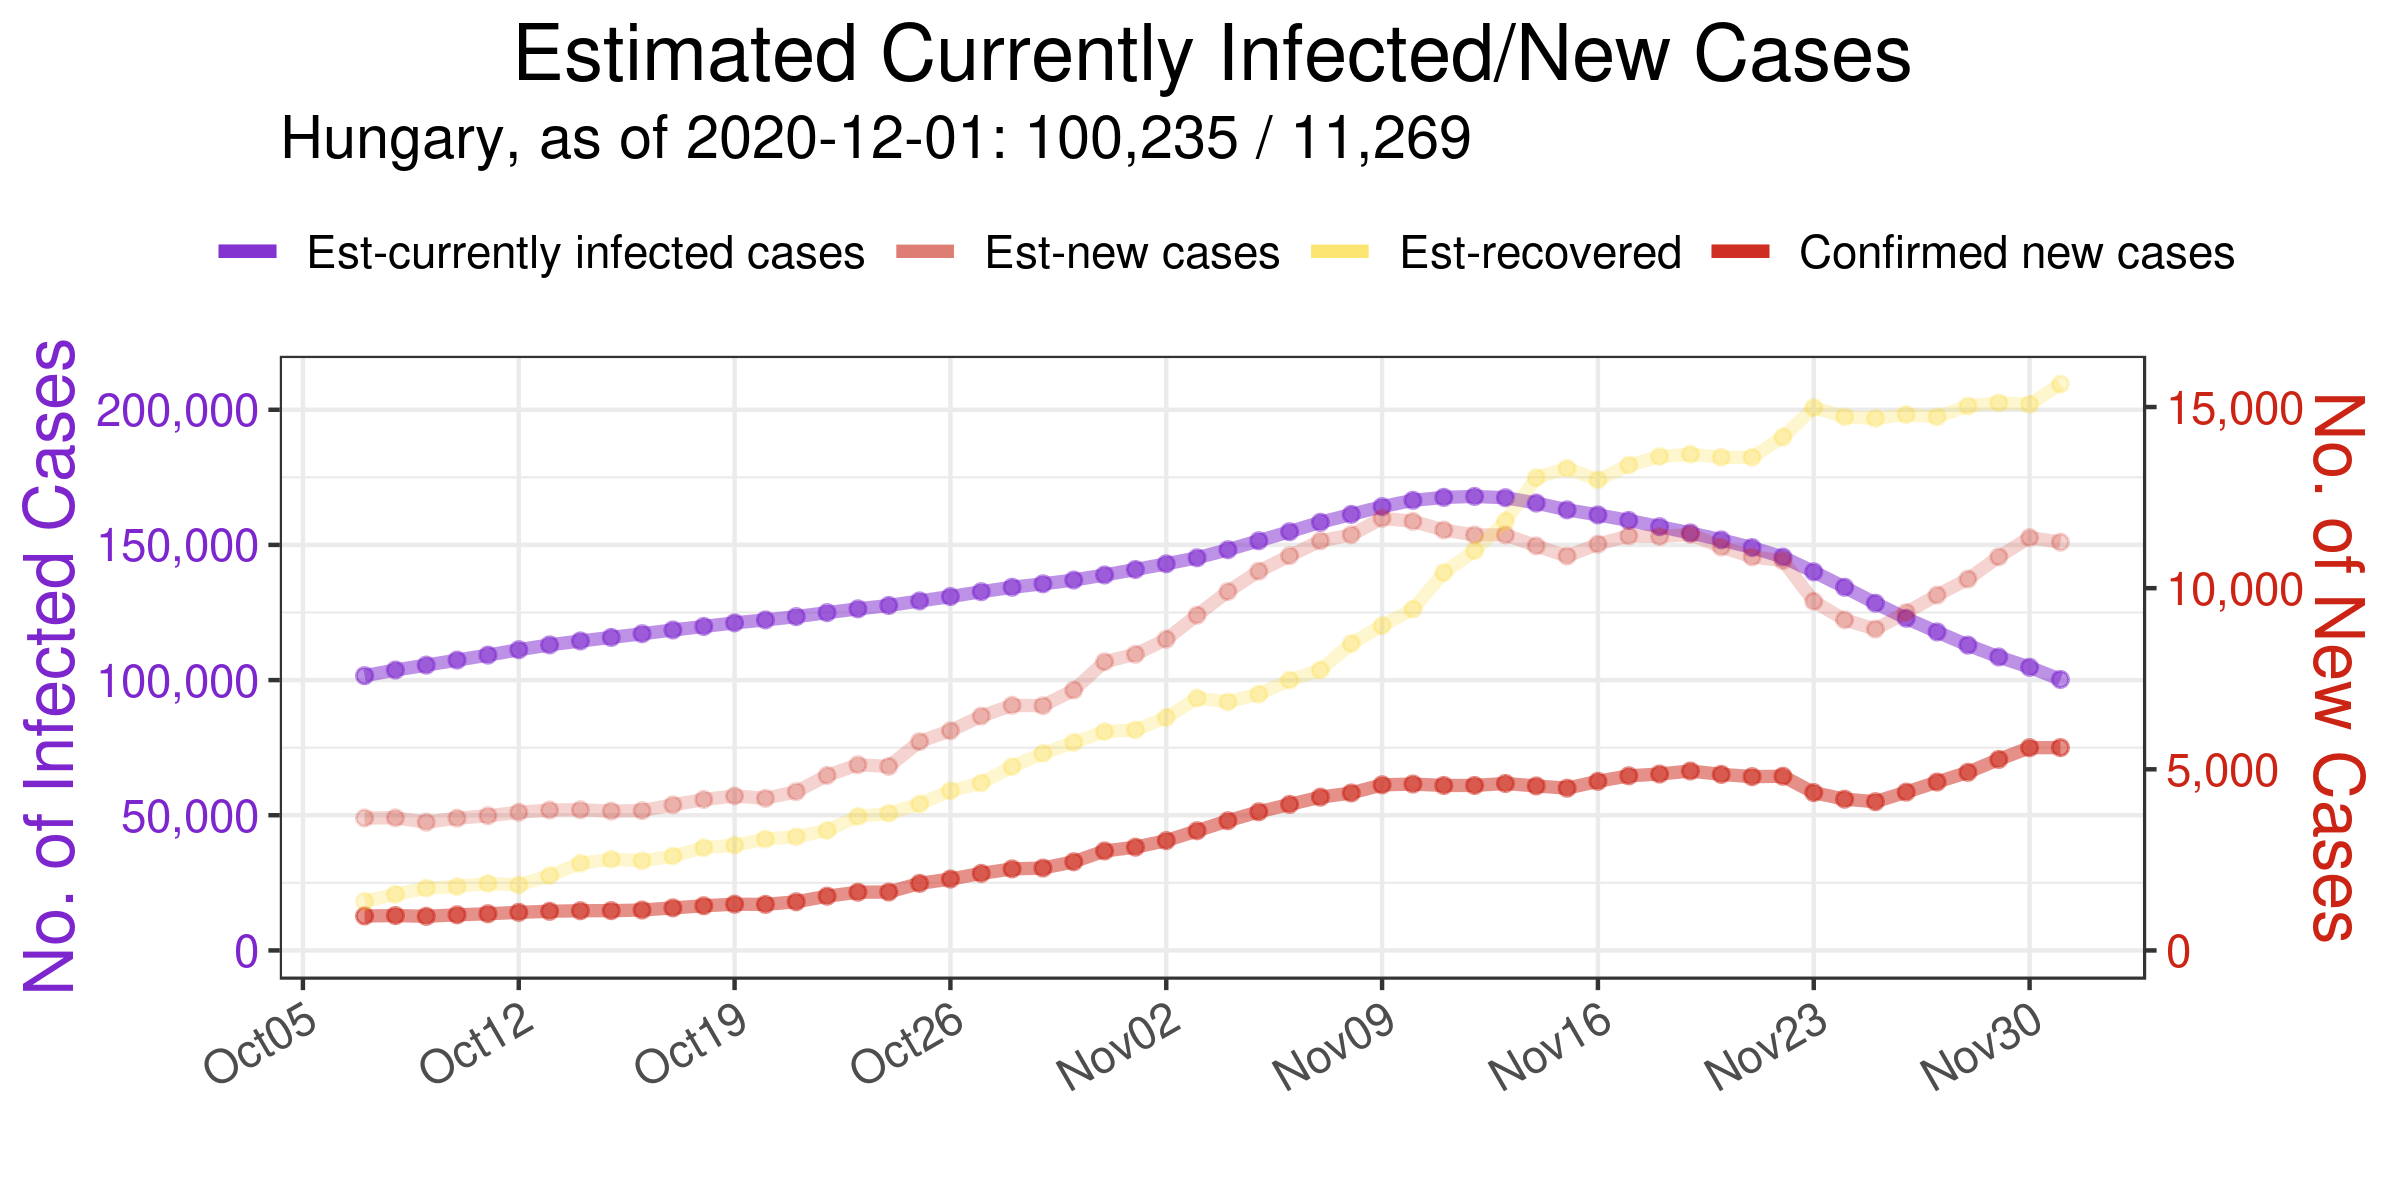 Estimated Currently Infected/New Cases
Hungary, as of 2020-12-01: 100,235 / 11,269
Est-currently infected cases Est-new cases Est-recovered Confirmed new cases
No. of Infected Cases
200,000
150,000
100,000
50,000
0
15,000
10,000
5,000
0
No. of New Cases
Oct05 Oct12 Oct19 Oct26 Nov02 Nov09 Nov16 Nov23 Nov30